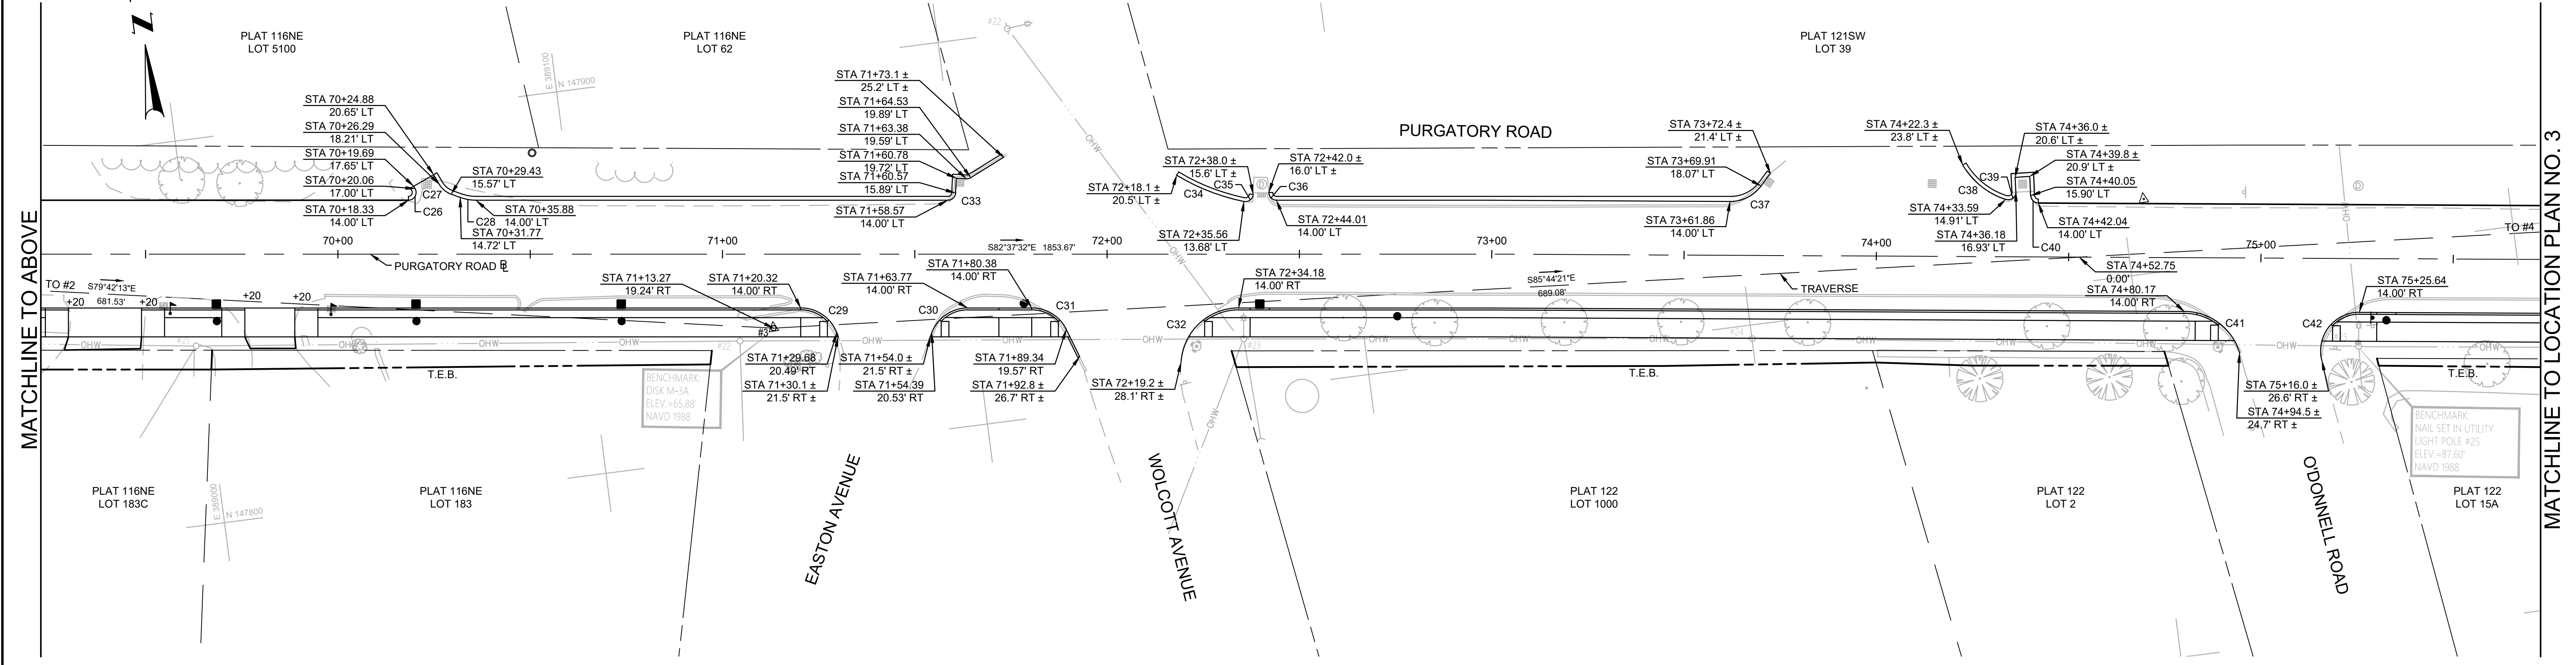 MATCHLINE TO ABOVE
N
PLAT 116NE
LOT 5100
PLAT 116NE
LOT 62
PLAT 121SW
LOT 39
#22
E 389100
N 147900
STA 70+24.88
20.65' LT
STA 70+26.29
18.21' LT
STA 70+19.69
17.65' LT
STA 70+20.06
17.00' LT
STA 70+18.33
14.00' LT
C27
C26
STA 70+29.43
15.57' LT
C28
STA 70+35.88
14.00' LT
STA 70+31.77
14.72' LT
STA 71+73.1 ±
25.2' LT ±
STA 71+64.53
19.89' LT
STA 71+63.38
19.59' LT
STA 71+60.78
19.72' LT
STA 71+60.57
15.89' LT
STA 71+58.57
14.00' LT
C33
OHW
PURGATORY ROAD
STA 72+38.0 ±
15.6' LT ±
STA 72+18.1 ±
20.5' LT ±
C34
C35
STA 72+42.0 ±
16.0' LT ±
C36
STA 72+35.56
13.68' LT
STA 72+44.01
14.00' LT
STA 73+72.4 ±
21.4' LT ±
STA 73+69.91
18.07' LT
STA 73+61.86
14.00' LT
C37
STA 74+22.3 ±
23.8' LT ±
STA 74+36.0 ±
20.6' LT ±
STA 74+39.8 ±
20.9' LT ±
STA 74+40.05
15.90' LT
C39
C38
STA 74+33.59
14.91' LT
STA 74+36.18
16.93' LT
STA 74+42.04
14.00' LT
C40
OHW
TO #4
70+00
71+00
72+00
73+00
74+00
75+00
S82°37'32"E 1853.67'
PURGATORY ROAD
STA 74+52.75
0.00'
TO #2
S79°42'13"E
681.53'
+20
+20
+20
+20
STA 71+13.27
19.24' RT
STA 71+20.32
14.00' RT
STA 71+63.77
14.00' RT
STA 71+80.38
14.00' RT
STA 72+34.18
14.00' RT
S85°44'21"E
689.08'
TRAVERSE
STA 74+80.17
14.00' RT
STA 75+25.64
14.00' RT
C29
C30
C31
C32
C41
C42
#3
#21
#22
#23
#24
OHW
OHW
OHW
OHW
OHW
OHW
OHW
OHW
OHW
OHW
OHW
STA 71+29.68
20.49' RT
STA 71+30.1 ±
21.5' RT ±
STA 71+54.0 ±
21.5' RT ±
STA 71+54.39
20.53' RT
STA 71+89.34
19.57' RT
STA 71+92.8 ±
26.7' RT ±
STA 72+19.2 ±
28.1' RT ±
STA 75+16.0 ±
26.6' RT ±
STA 74+94.5 ±
24.7' RT ±
T.E.B.
T.E.B.
T.E.B.
BENCHMARK:
DISK M-3A
ELEV.=65.88'
NAVD 1988
BENCHMARK:
NAIL SET IN UTILITY
LIGHT POLE #25
ELEV.=87.60'
NAVD 1988
PLAT 116NE
LOT 183C
E 389000
N 147800
PLAT 116NE
LOT 183
EASTON AVENUE
WOLCOTT AVENUE
PLAT 122
LOT 1000
PLAT 122
LOT 2
O'DONNELL ROAD
PLAT 122
LOT 15A
MATCHLINE TO LOCATION PLAN NO. 3